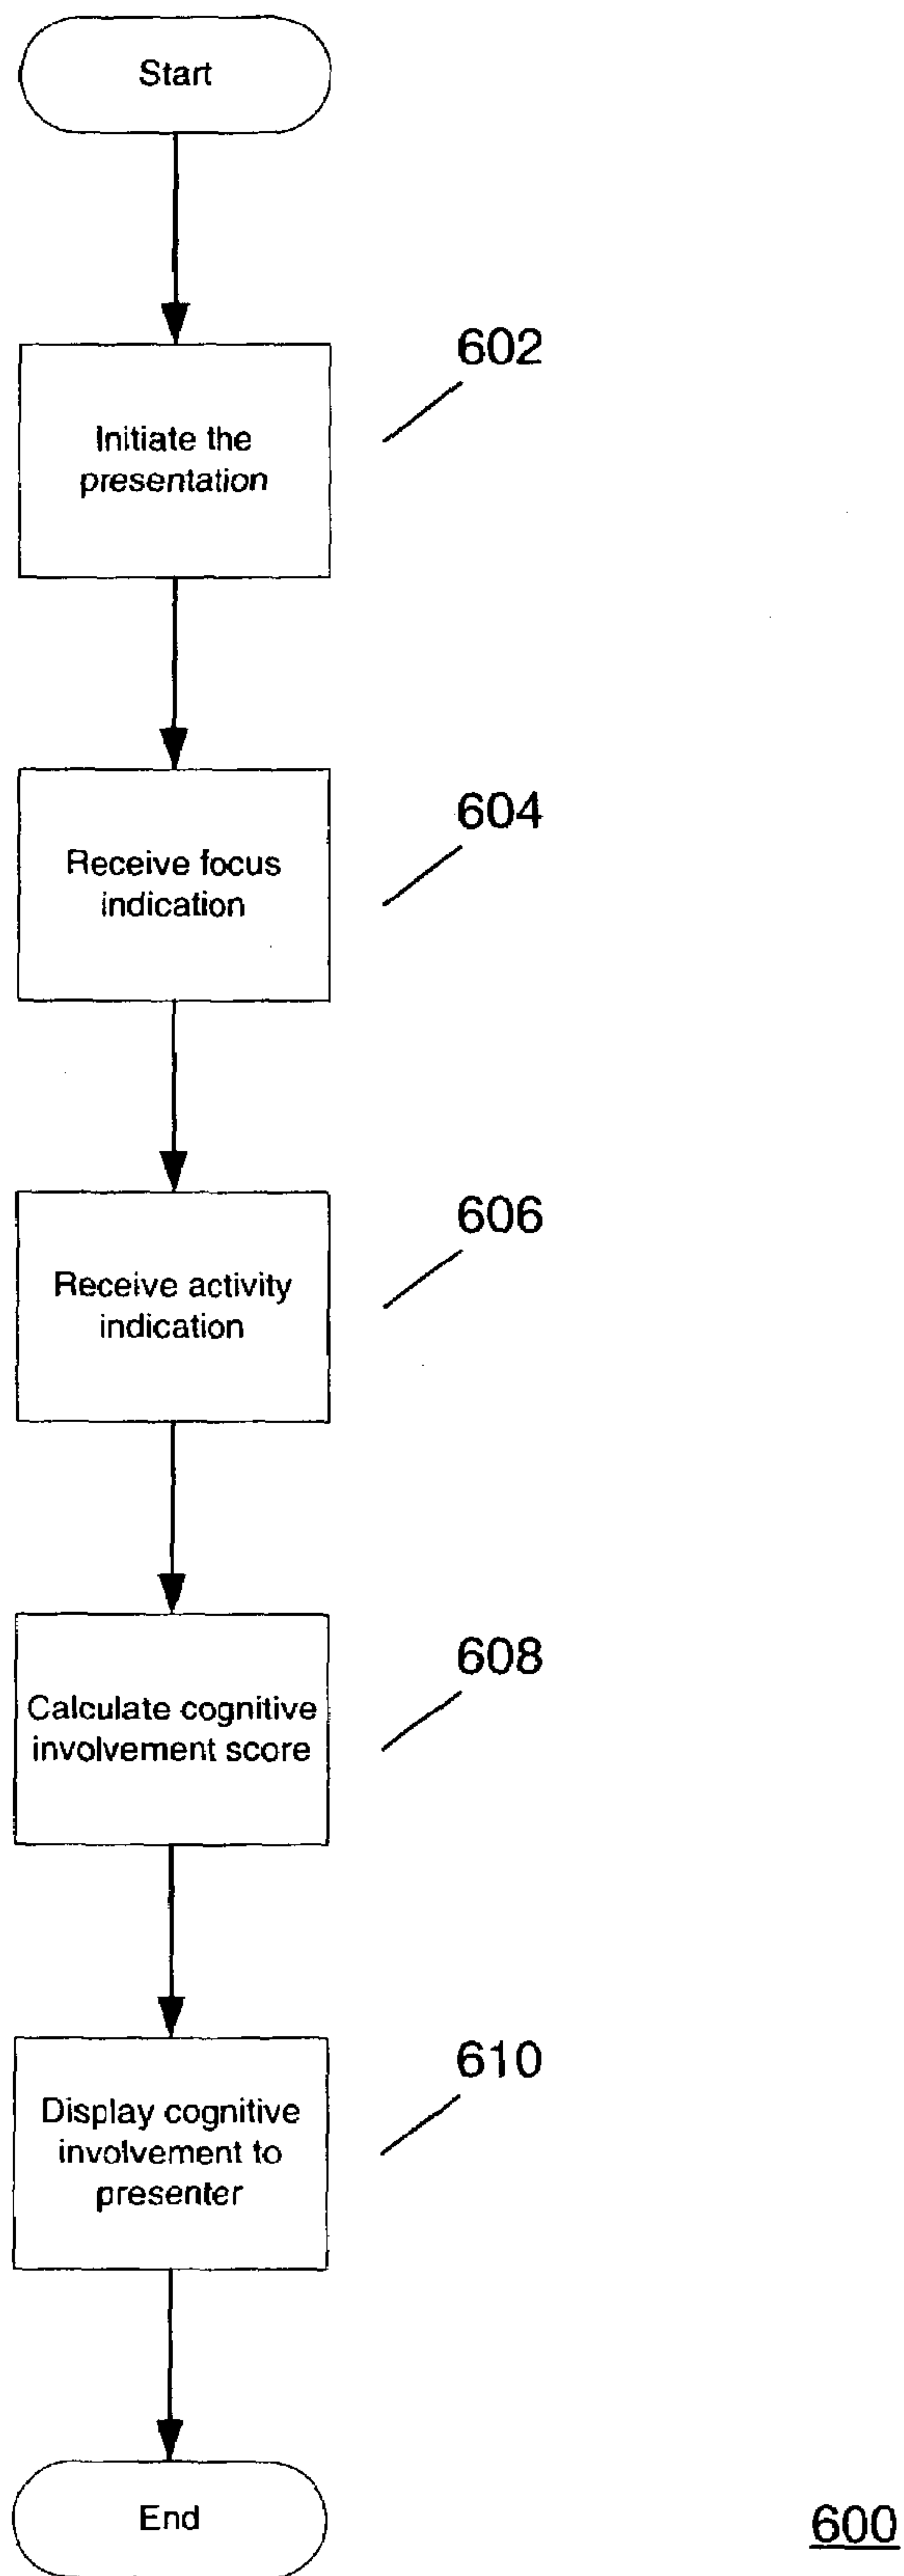 Start
602
Initiate the
presentation
604
Receive focus
indication
606
Receive activity
indication
608
Calculate cognitive
involvement score
610
Display cognitive
involvement to
presenter
End
600